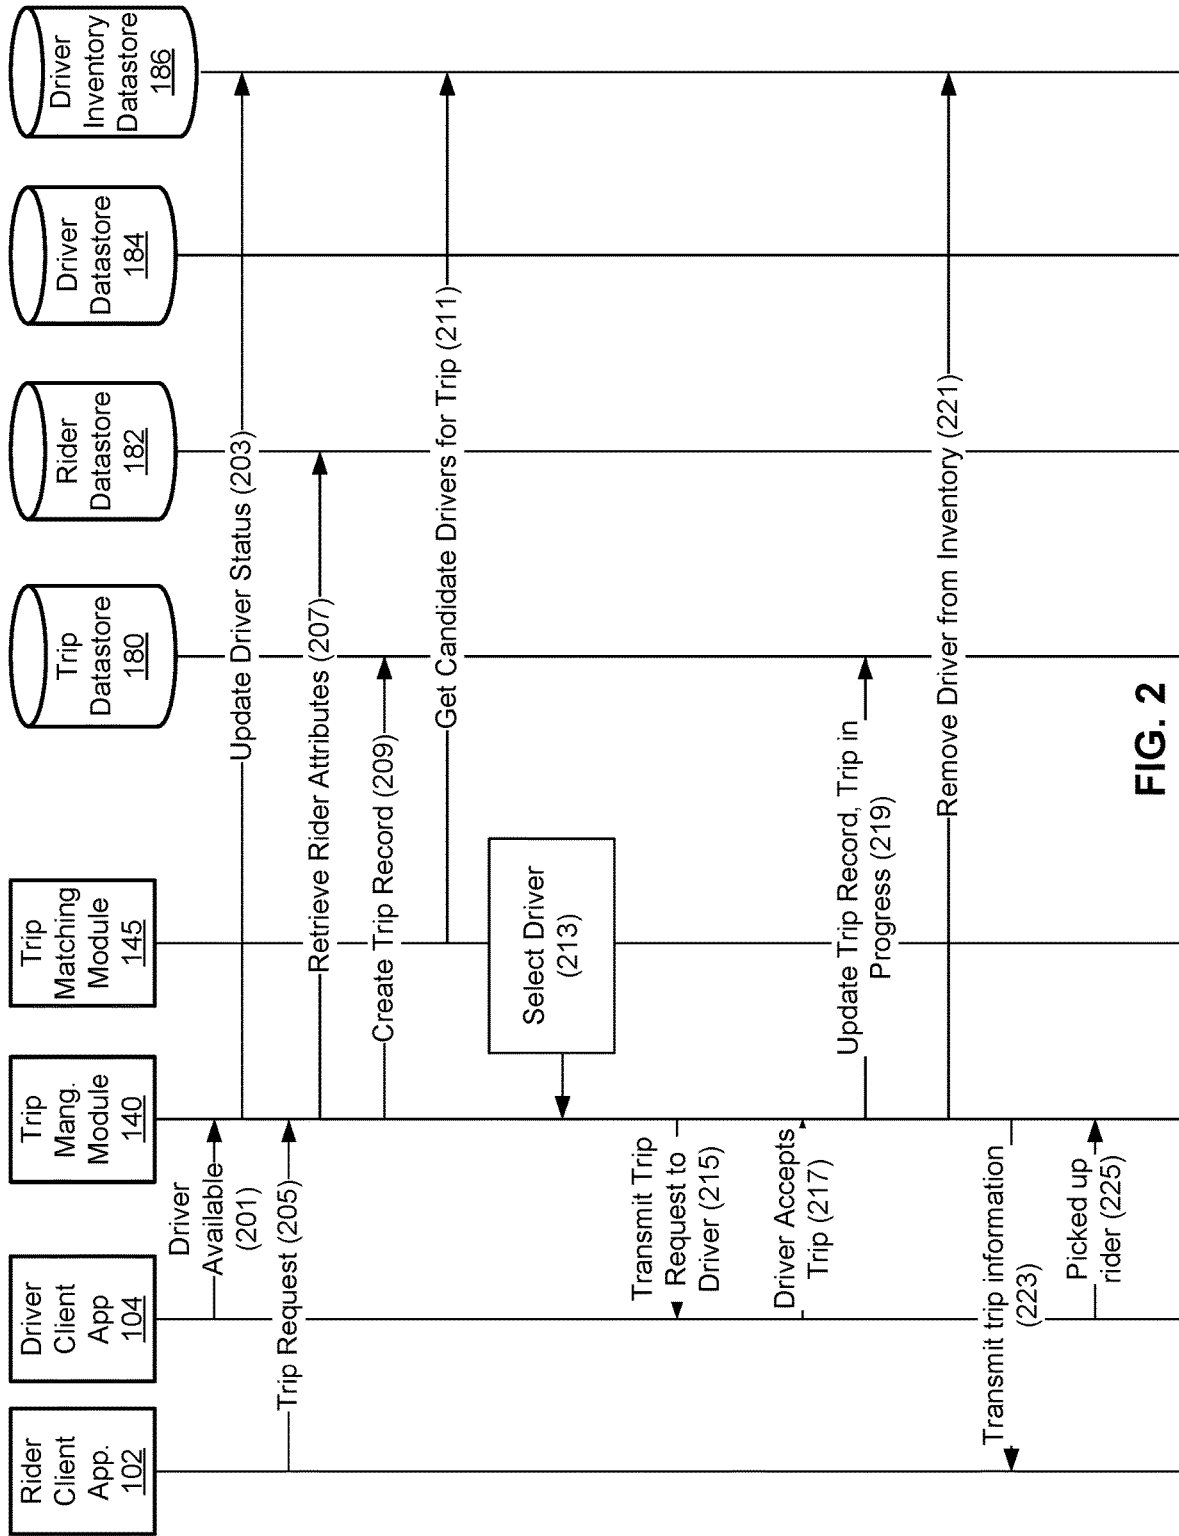 Rider
Client
App.
102
Driver
Client
App
104
Trip
Mang.
Module
140
Trip
Matching
Module
145
Trip
Datastore
180
Rider
Datastore
182
Driver
Datastore
184
Driver
Inventory
Datastore
186
Driver
Available
(201)
Update Driver Status (203)
Trip Request (205)
Retrieve Rider Attributes (207)
Create Trip Record (209)
Get Candidate Drivers for Trip (211)
Select Driver
(213)
Transmit Trip
Request to
Driver (215)
Driver Accepts
Trip (217)
Update Trip Record, Trip in
Progress (219)
Remove Driver from Inventory (221)
Transmit trip information
(223)
Picked up
rider (225)
FIG. 2